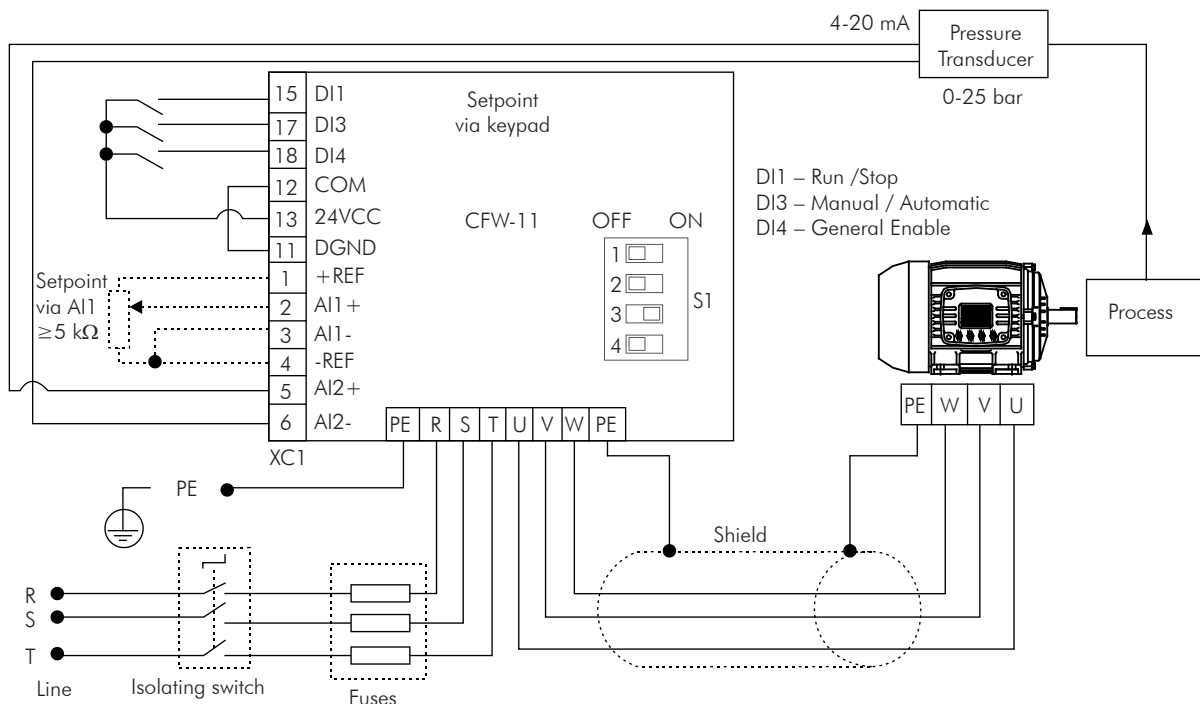 4-20 mA
Pressure
Transducer
0-25 bar
15 DI1
17 DI3
18 DI4
12 COM
13 24VCC
11 DGND
1 +REF
2 AI1+
3 AI1-
4 -REF
5 AI2+
6 AI2-
XC1
Setpoint
via keypad
CFW-11
OFF ON
1
2
3
4
S1
DI1 – Run /Stop
DI3 – Manual / Automatic
DI4 – General Enable
Setpoint
via AI1
≥5 kΩ
Process
PE W V U
PE R S T U V W PE
PE
Shield
R
S
T
Line
Isolating switch
Fuses